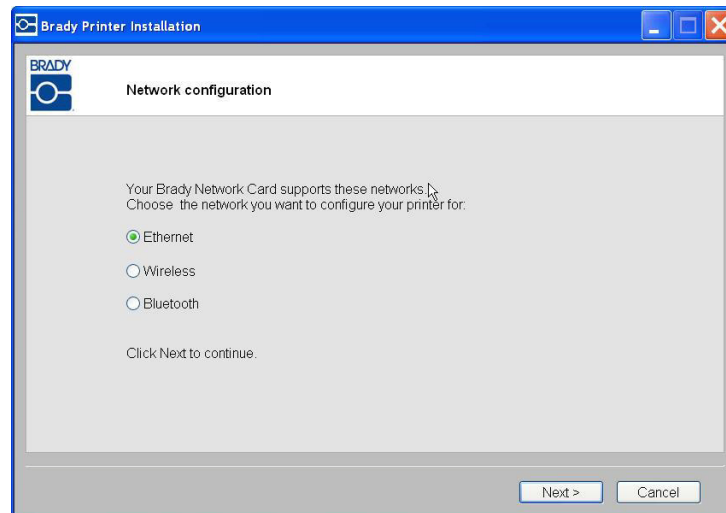 Brady Printer Installation
BRADY
Network configuration
Your Brady Network Card supports these networks.
Choose the network you want to configure your printer for:
Ethernet
Wireless
Bluetooth
Click Next to continue.
Next >
Cancel